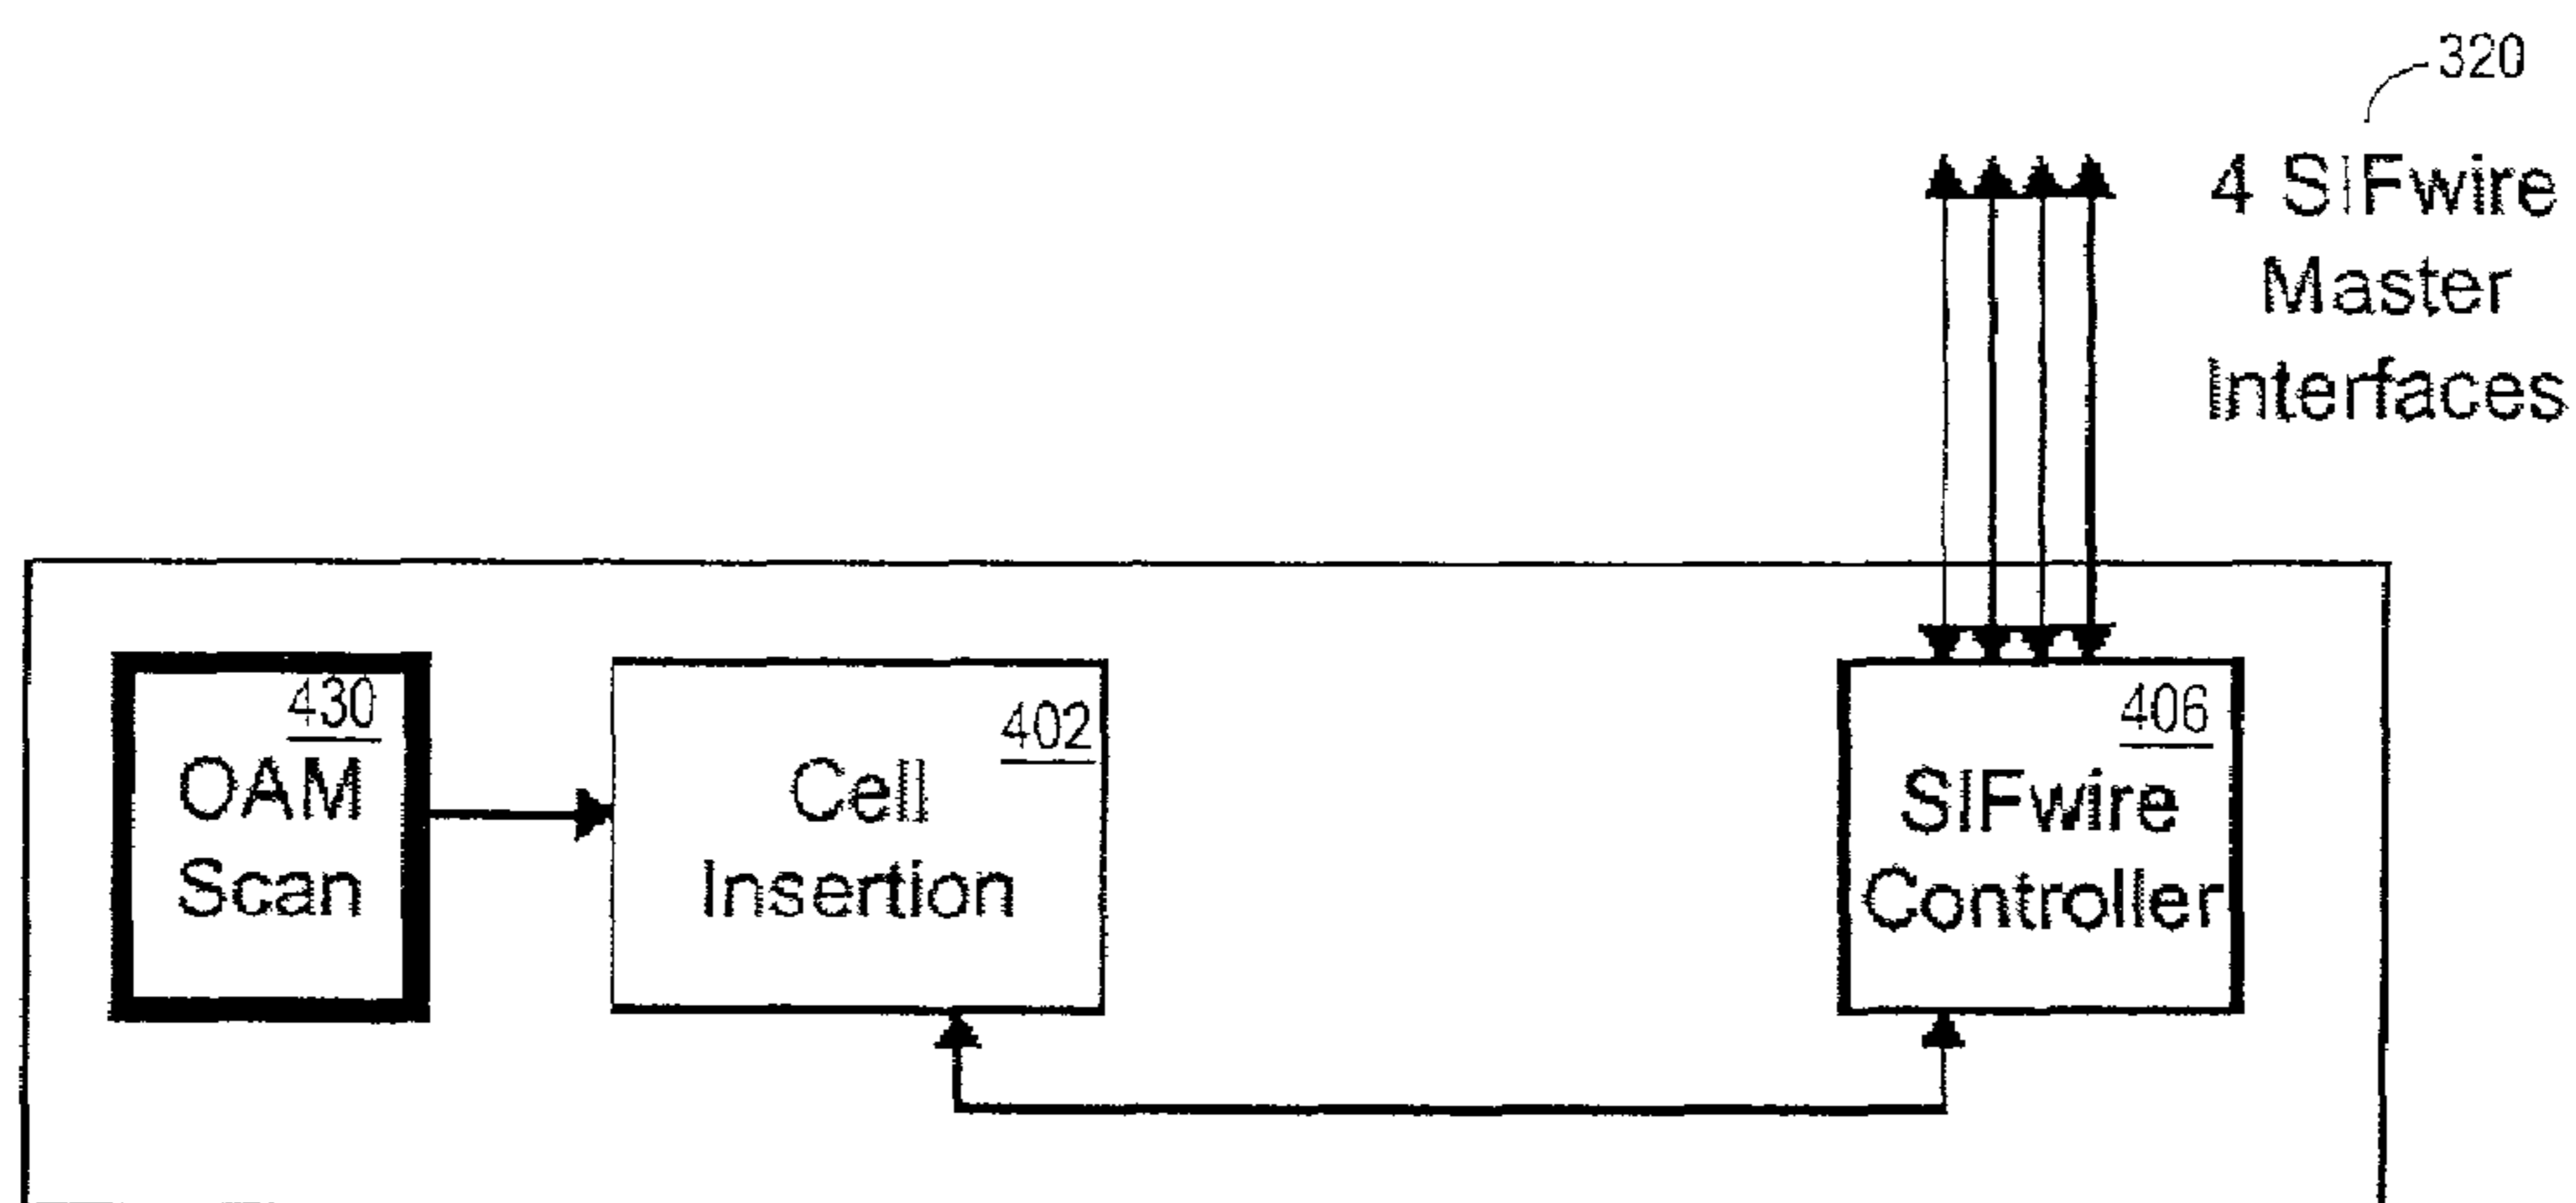 320
4 SIFwire
Master
Interfaces
430
OAM
Scan
402
Cell
Insertion
406
SIFwire
Controller